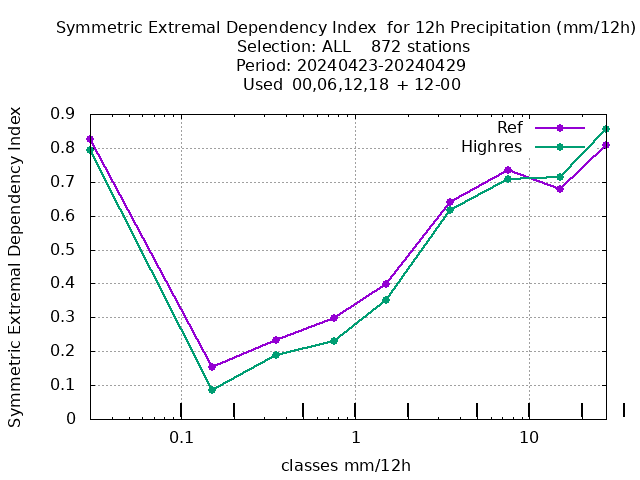 Symmetric Extremal Dependency Index  for 12h Precipitation (mm/12h)
Selection: ALL    872 stations
Period: 20240423-20240429
Used  00,06,12,18  + 12-00
Symmetric Extremal Dependency Index
0.9
0.8
0.7
0.6
0.5
0.4
0.3
0.2
0.1
0
Ref
Highres
0.1
1
10
classes mm/12h